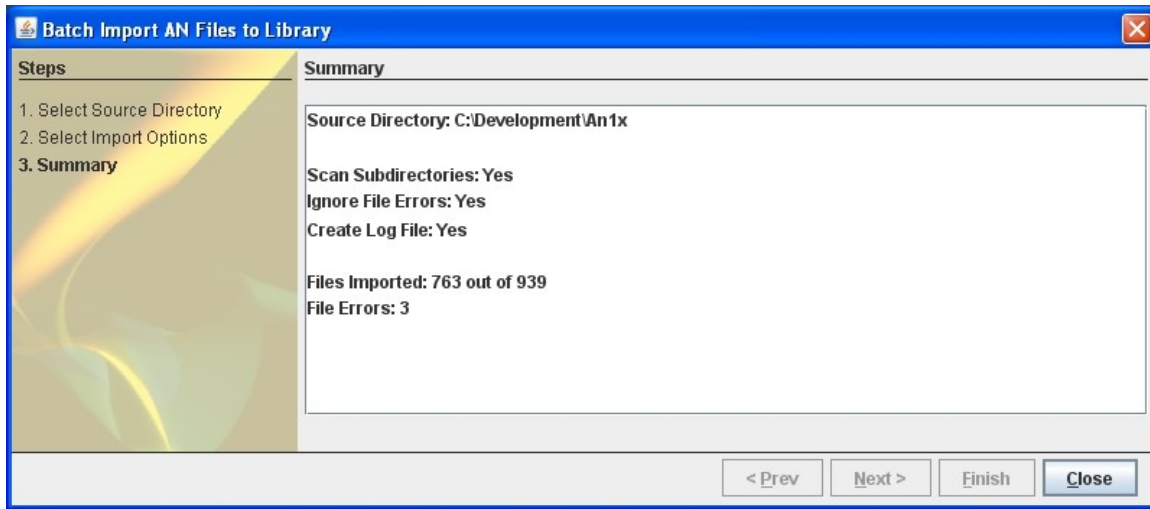 Batch Import AN Files to Library
Steps
1. Select Source Directory
2. Select Import Options
3. Summary
Summary
Source Directory: C:\Development\An1x
Scan Subdirectories: Yes
Ignore File Errors: Yes
Create Log File: Yes
Files Imported: 763 out of 939
File Errors: 3
< Prev
Next >
Finish
Close